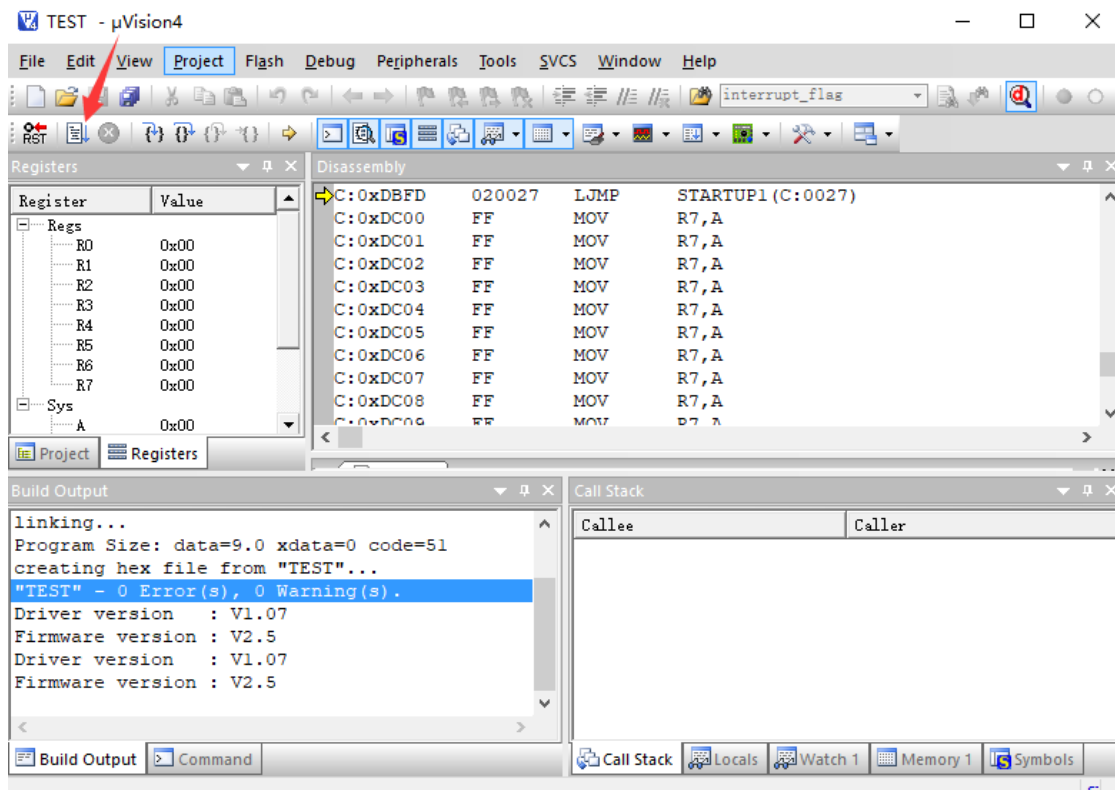 TEST - µVision4
File Edit View Project Flash Debug Peripherals Tools SVCS Window Help
interrupt_flag
RST
Registers
Register Value
Regs
R0 0x00
R1 0x00
R2 0x00
R3 0x00
R4 0x00
R5 0x00
R6 0x00
R7 0x00
Sys
A 0x00
Project Registers
Disassembly
C:0xDBFD 020027 LJMP STARTUP1(C:0027)
C:0xDC00 FF MOV R7,A
C:0xDC01 FF MOV R7,A
C:0xDC02 FF MOV R7,A
C:0xDC03 FF MOV R7,A
C:0xDC04 FF MOV R7,A
C:0xDC05 FF MOV R7,A
C:0xDC06 FF MOV R7,A
C:0xDC07 FF MOV R7,A
C:0xDC08 FF MOV R7,A
C:0xDC09 FF MOV R7,A
Build Output
linking...
Program Size: data=9.0 xdata=0 code=51
creating hex file from "TEST"...
"TEST" - 0 Error(s), 0 Warning(s).
Driver version : V1.07
Firmware version : V2.5
Driver version : V1.07
Firmware version : V2.5
Build Output Command
Call Stack
Callee Caller
Call Stack Locals Watch 1 Memory 1 Symbols